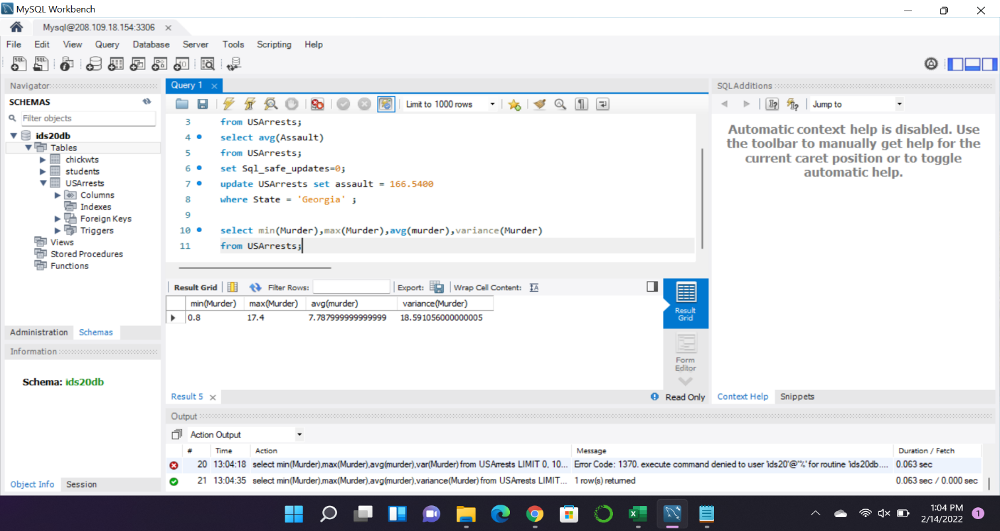 MySQL Workbench
Mysql@208.109.18.154:3306
File Edit View Query Database Server Tools Scripting Help
Navigator
SCHEMAS
Filter objects
ids20db
Tables
chickwts
students
USArrests
Columns
Indexes
Foreign Keys
Triggers
Views
Stored Procedures
Functions
Administration Schemas
Information
Schema: ids20db
Object Info Session
Query 1
Limit to 1000 rows
3 from USArrests;
4 select avg(Assault)
5 from USArrests;
6 set Sql_safe_updates=0;
7 update USArrests set assault = 166.5400
8 where State = 'Georgia' ;
9
10 select min(Murder),max(Murder),avg(murder),variance(Murder)
11 from USArrests;
Result Grid Filter Rows: Export: Wrap Cell Content:
min(Murder) max(Murder) avg(murder) variance(Murder)
0.8 17.4 7.787999999999999 18.591056000000005
Result
Grid
Form
Editor
Result 5 Read Only
SQLAdditions
Jump to
Automatic context help is disabled. Use
the toolbar to manually get help for the
current caret position or to toggle
automatic help.
Context Help Snippets
Output
Action Output
# Time Action Message Duration / Fetch
20 13:04:18 select min(Murder),max(Murder),avg(murder),var(Murder) from USArrests LIMIT 0, 10... Error Code: 1370. execute command denied to user 'ids20'@'%' for routine 'ids20db.... 0.063 sec
21 13:04:35 select min(Murder),max(Murder),avg(murder),variance(Murder) from USArrests LIMIT... 1 row(s) returned 0.063 sec / 0.000 sec
1:04 PM
2/14/2022
1